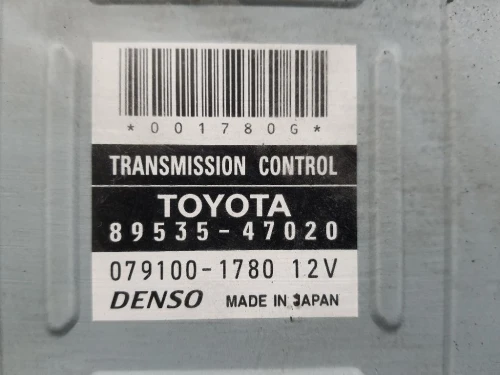 *001780G*
TRANSMISSION CONTROL
TOYOTA
89535-47020
079100-1780 12V
DENSO MADE IN JAPAN